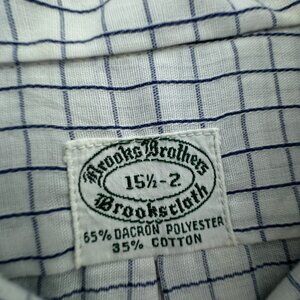 Brooks Brothers
15½-2
Brookscloth
65% DACRON POLYESTER
35% COTTON